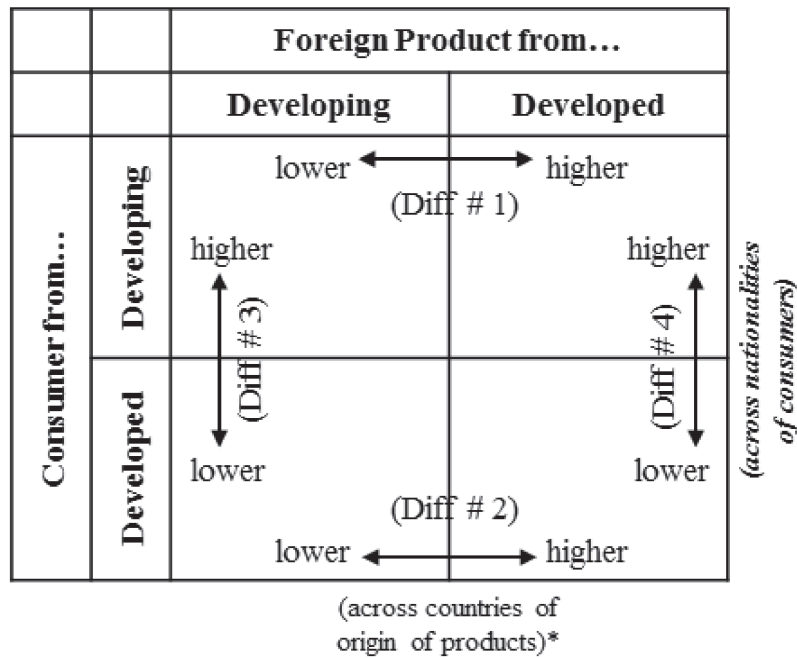 Foreign Product from…
Developing
Developed
Consumer from…
Developing
lower
higher
(Diff # 1)
higher
higher
(Diff # 3)
(Diff # 4)
(across nationalities
of consumers)
Developed
lower
lower
(Diff # 2)
lower
higher
(across countries of
origin of products)*